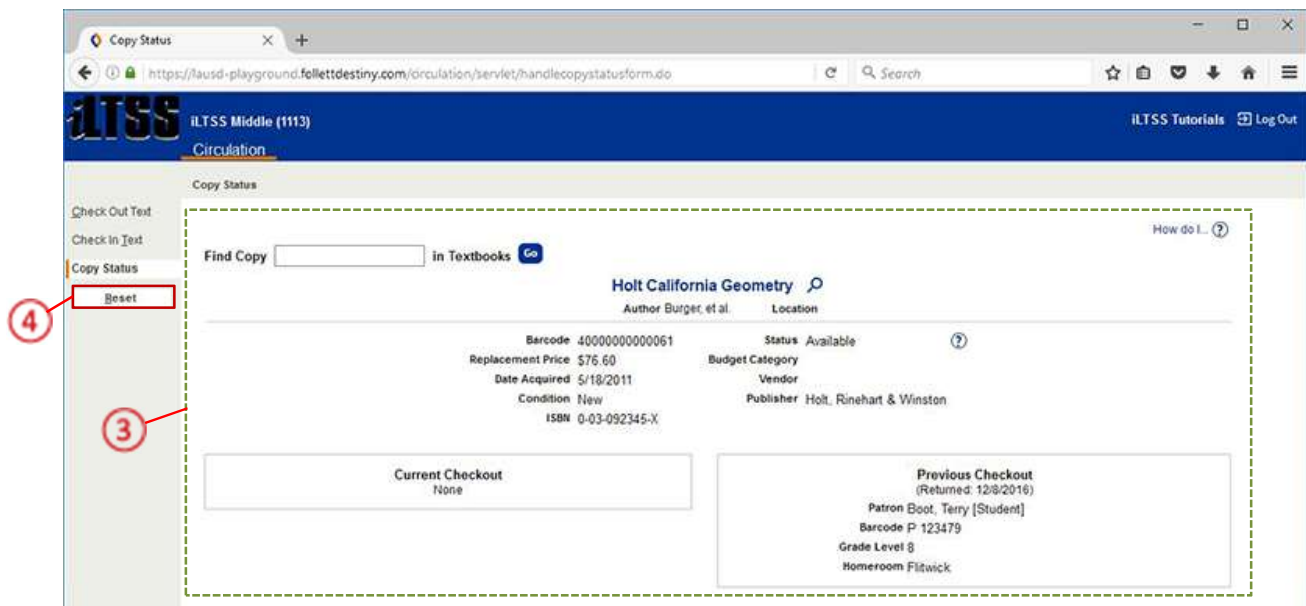 Copy Status
https://lausd-playground.follettdestiny.com/circulation/servlet/handlecopystatusform.do
Search
iLTSS
iLTSS Middle (1113)
iLTSS Tutorials
Log Out
Circulation
Copy Status
Check Out Text
Check In Text
Copy Status
Reset
4
How do I... ?
Find Copy in Textbooks Go
Holt California Geometry
Author Burger, et al. Location
Barcode 40000000000061 Status Available ?
Replacement Price $76.60 Budget Category
Date Acquired 5/18/2011 Vendor
Condition New Publisher Holt, Rinehart & Winston
ISBN 0-03-092345-X
3
Current Checkout
None
Previous Checkout
(Returned: 12/8/2016)
Patron Boot, Terry [Student]
Barcode P 123479
Grade Level 8
Homeroom Flitwick